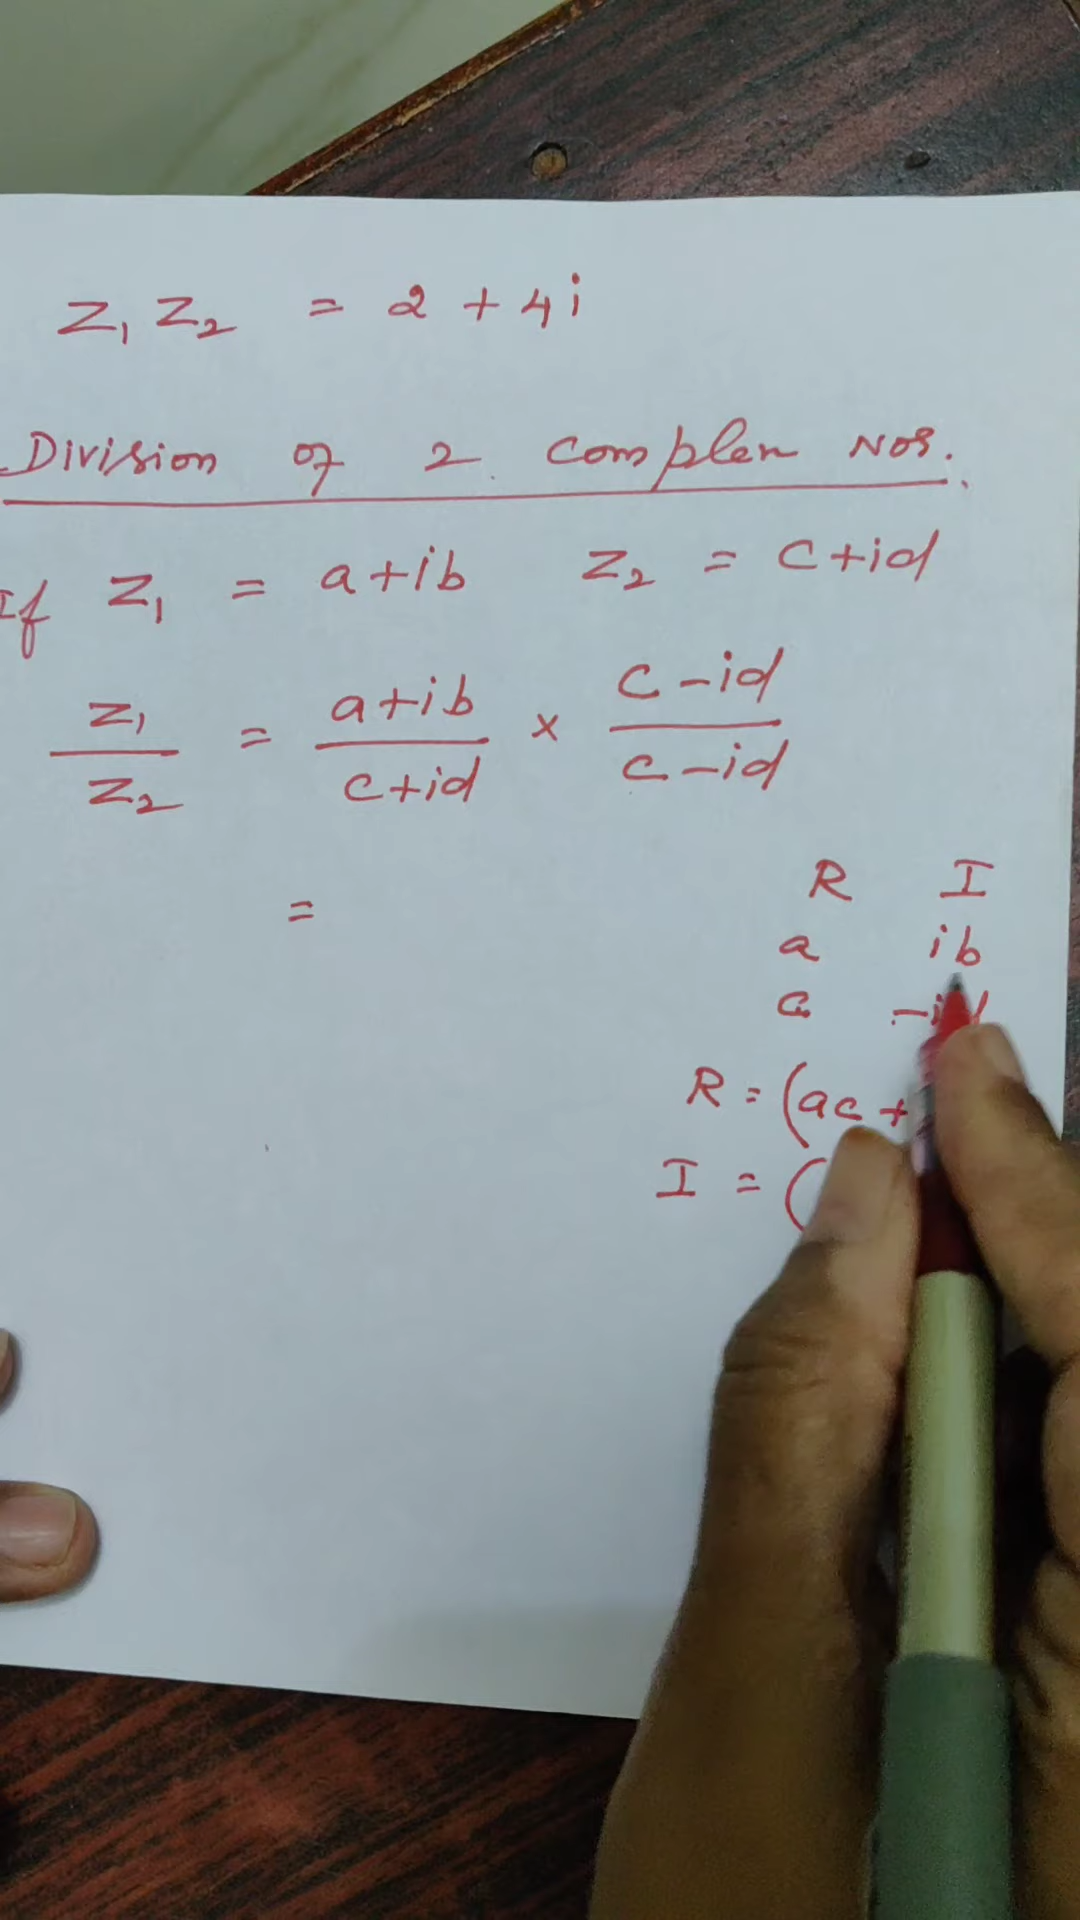 Z₁ Z₂ = 2 + 4i
Division of 2 Complex Nos.
If Z₁ = a+ib Z₂ = c+id
Z₁/Z₂ = (a+ib)/(c+id) × (c-id)/(c-id)
=
R I
a ib
c -i
R = (ac +
I = (